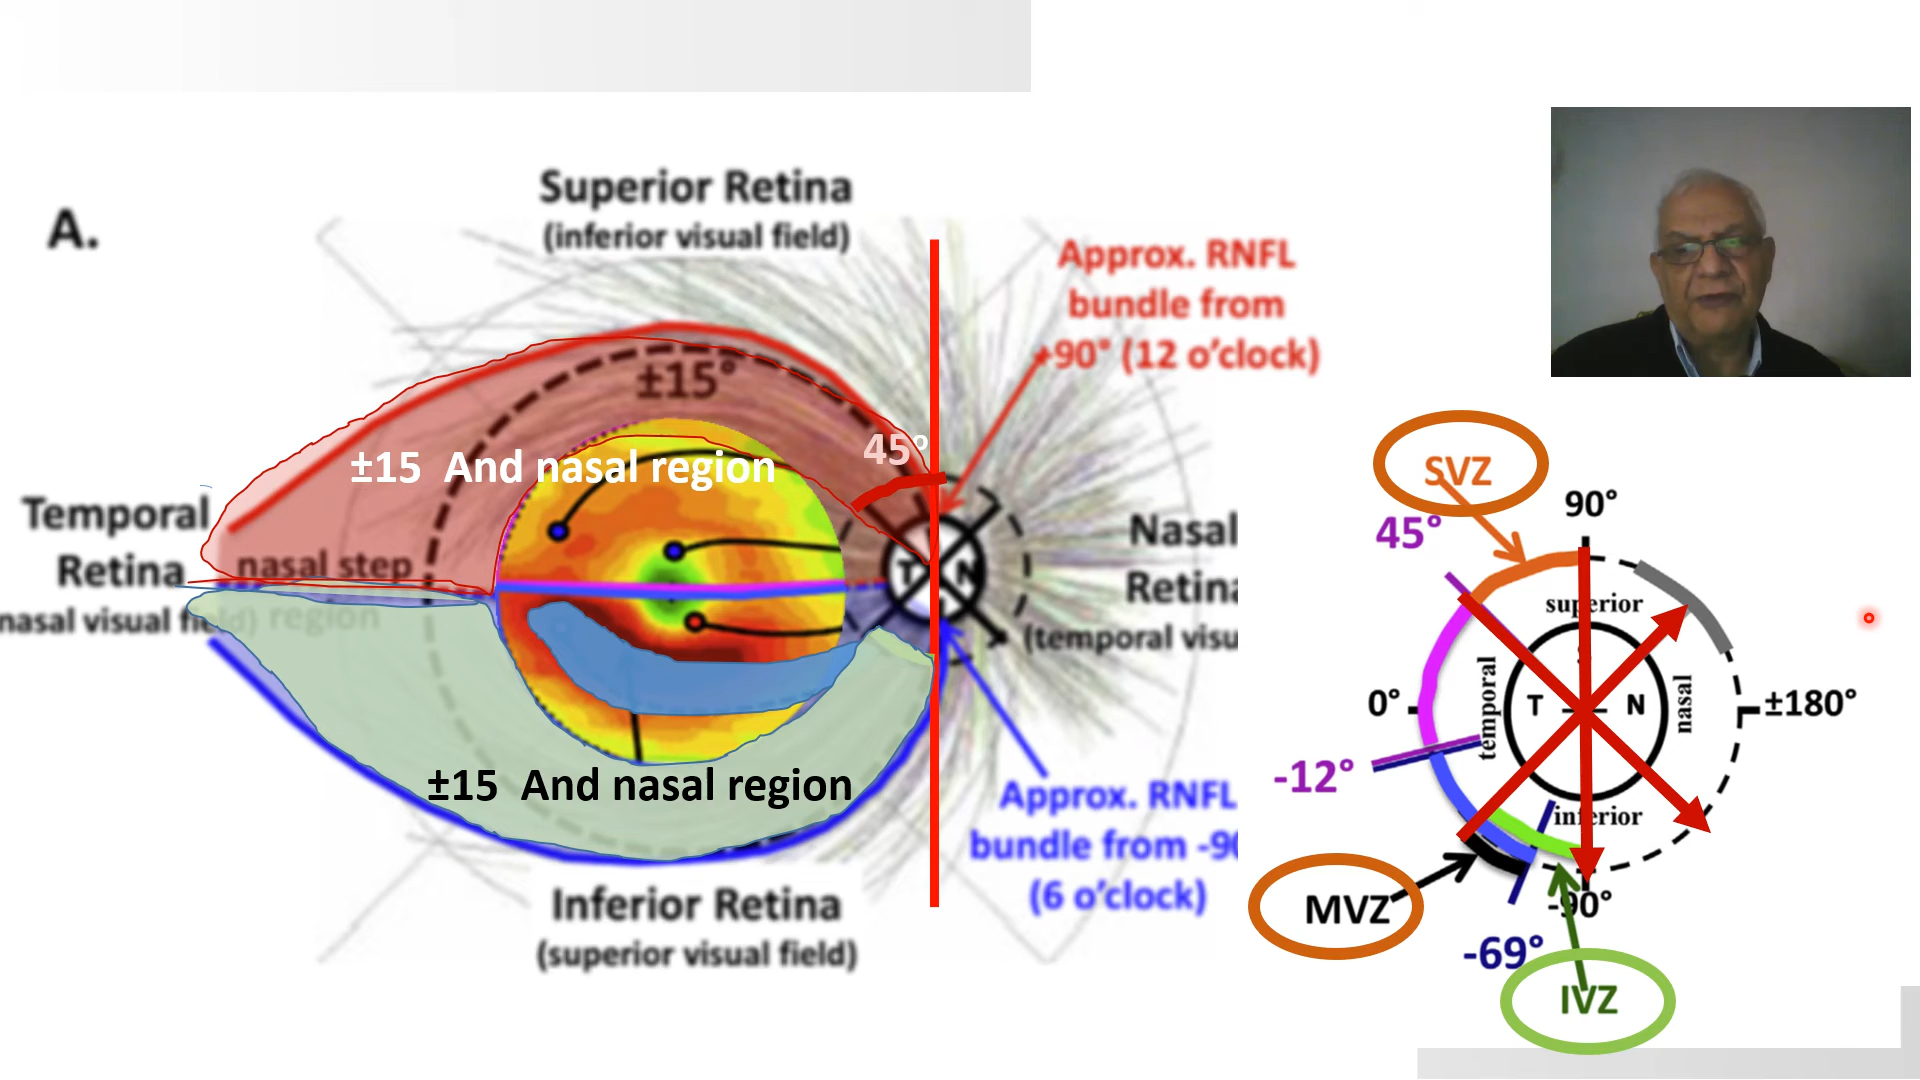 A.
Superior Retina
(inferior visual field)
Approx. RNFL
bundle from
+90° (12 o'clock)
±15°
45°
±15 And nasal region
Temporal
Retina
nasal visual field)
nasal step
region
T N
Nasal
Retina
(temporal visu
±15 And nasal region
Approx. RNFL
bundle from -90
(6 o'clock)
Inferior Retina
(superior visual field)
SVZ
90°
45°
superior
temporal
nasal
T N
0°
±180°
-12°
inferior
MVZ
-90°
-69°
IVZ